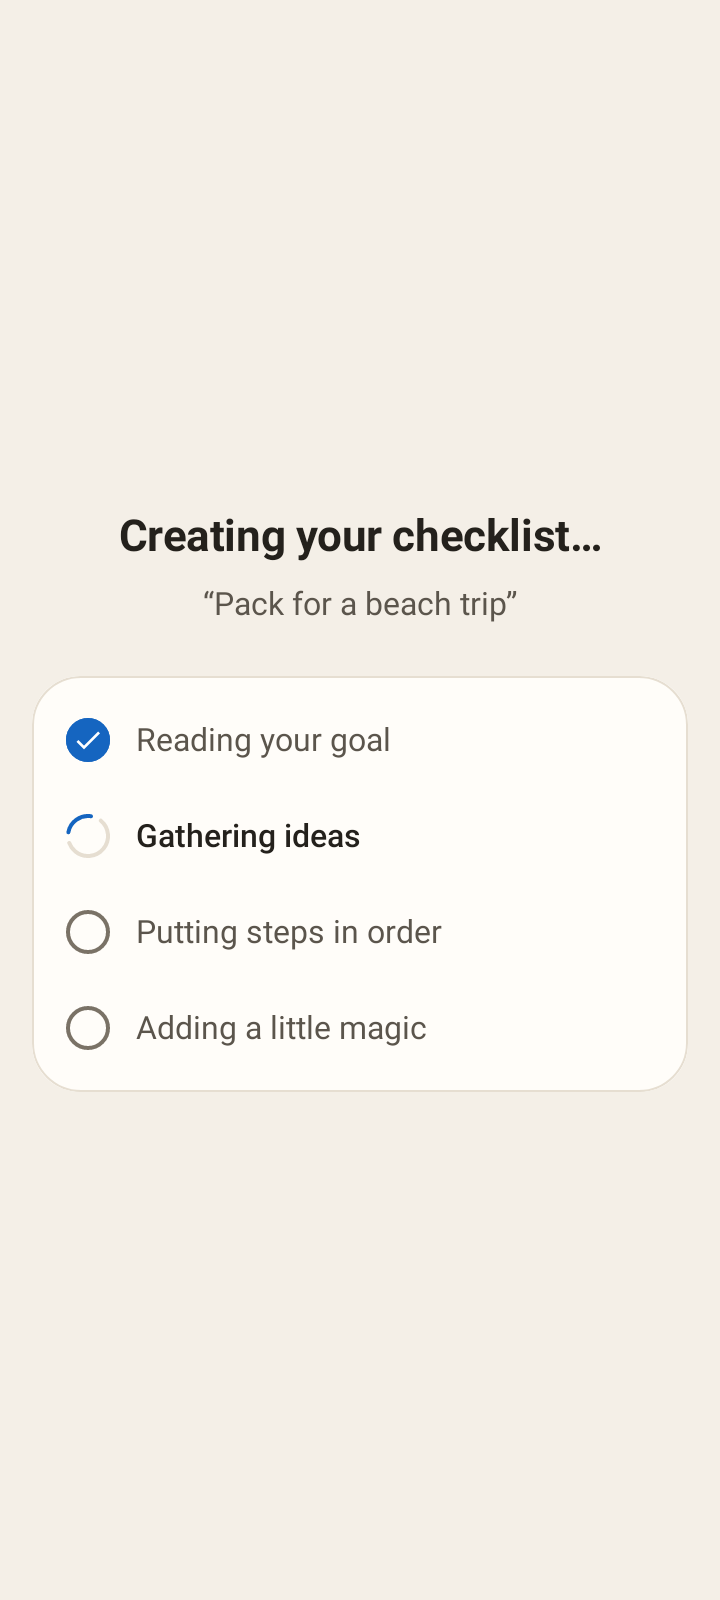 Creating your checklist…
“Pack for a beach trip”
Reading your goal
Gathering ideas
Putting steps in order
Adding a little magic